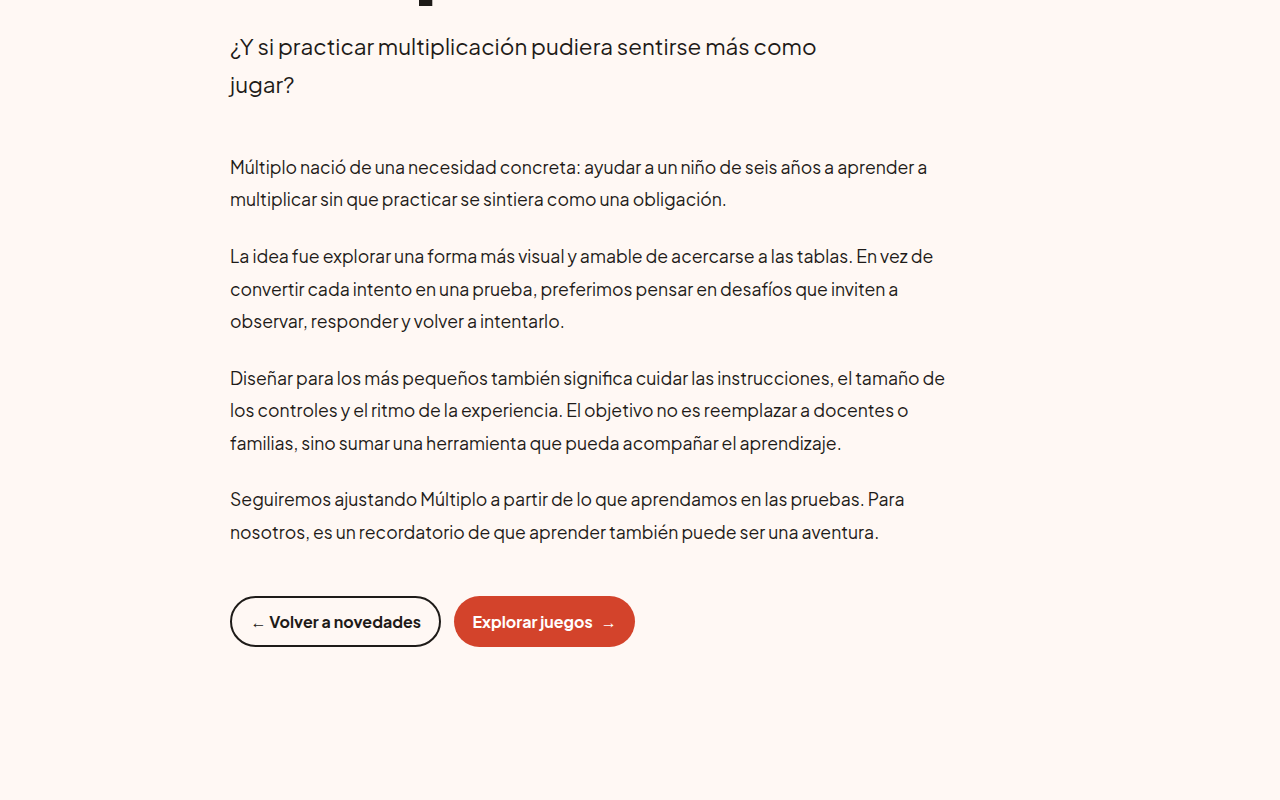 ¿Y si practicar multiplicación pudiera sentirse más como
jugar?
Múltiplo nació de una necesidad concreta: ayudar a un niño de seis años a aprender a
multiplicar sin que practicar se sintiera como una obligación.
La idea fue explorar una forma más visual y amable de acercarse a las tablas. En vez de
convertir cada intento en una prueba, preferimos pensar en desafíos que inviten a
observar, responder y volver a intentarlo.
Diseñar para los más pequeños también significa cuidar las instrucciones, el tamaño de
los controles y el ritmo de la experiencia. El objetivo no es reemplazar a docentes o
familias, sino sumar una herramienta que pueda acompañar el aprendizaje.
Seguiremos ajustando Múltiplo a partir de lo que aprendamos en las pruebas. Para
nosotros, es un recordatorio de que aprender también puede ser una aventura.
← Volver a novedades
Explorar juegos →